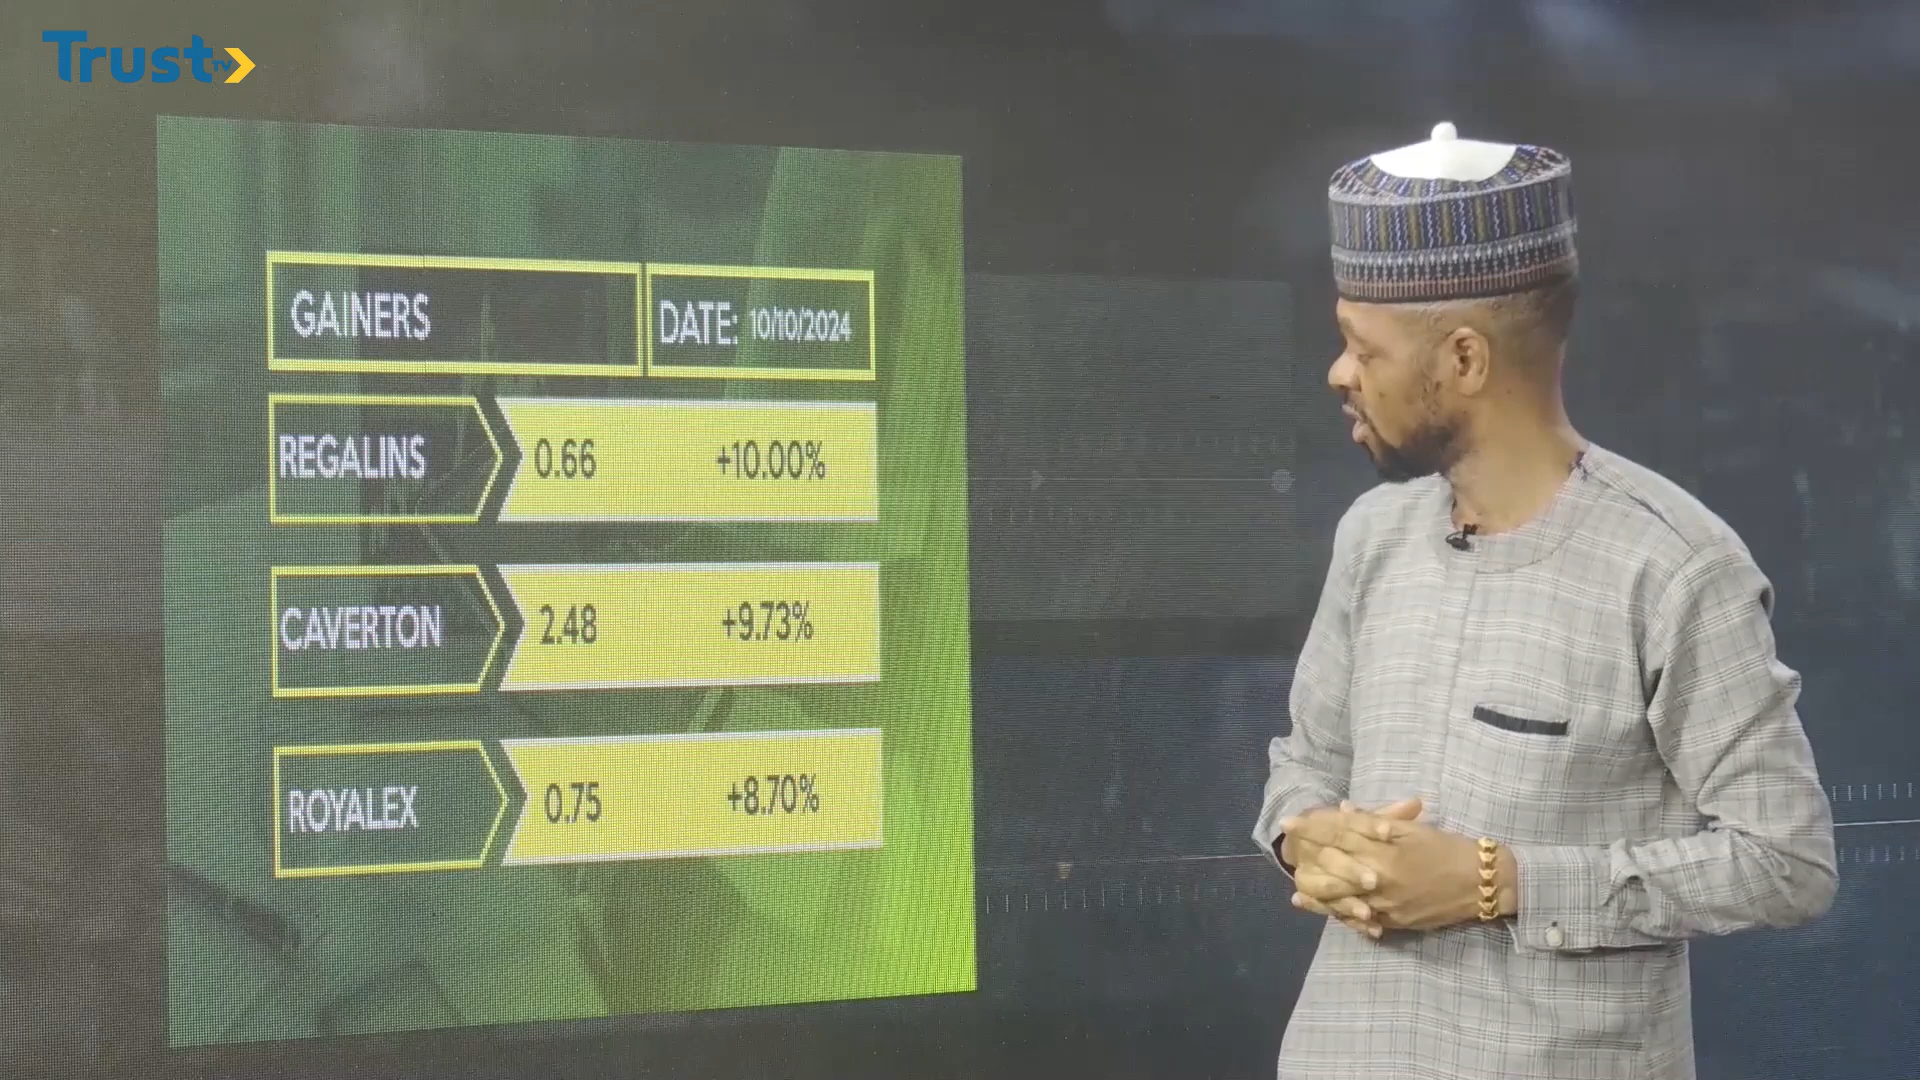 Trust TV
GAINERS
DATE: 10/10/2024
REGALINS 0.66 +10.00%
CAVERTON 2.48 +9.73%
ROYALEX 0.75 +8.70%